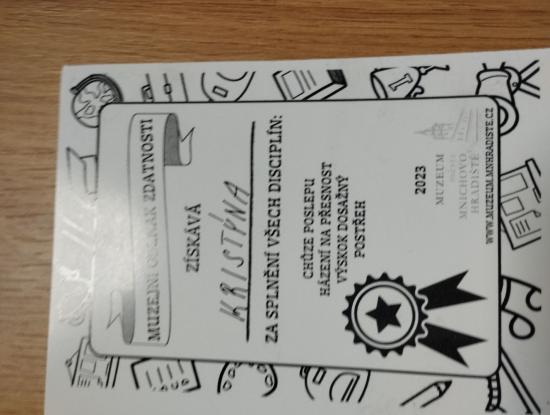 MUZEJNÍ ODZNAK ZDATNOSTI
ZÍSKÁVÁ
KRISTÝNA
ZA SPLNĚNÍ VŠECH DISCIPLÍN:
CHŮZE POSLEPU
HÁZENÍ NA PŘESNOST
VÝSKOK DOSAŽNÝ
POSTŘEH
2023
MUZEUM
MNICHOVO
HRADIŠTĚ
WWW.MUZEUM.MNHRADISTE.CZ